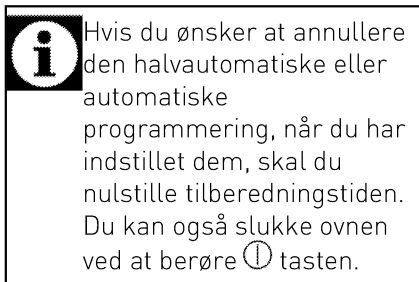 Hvis du ønsker at annullere
den halvautomatiske eller
automatiske
programmering, når du har
indstillet dem, skal du
nulstille tilberedningstiden.
Du kan også slukke ovnen
ved at berøre tasten.